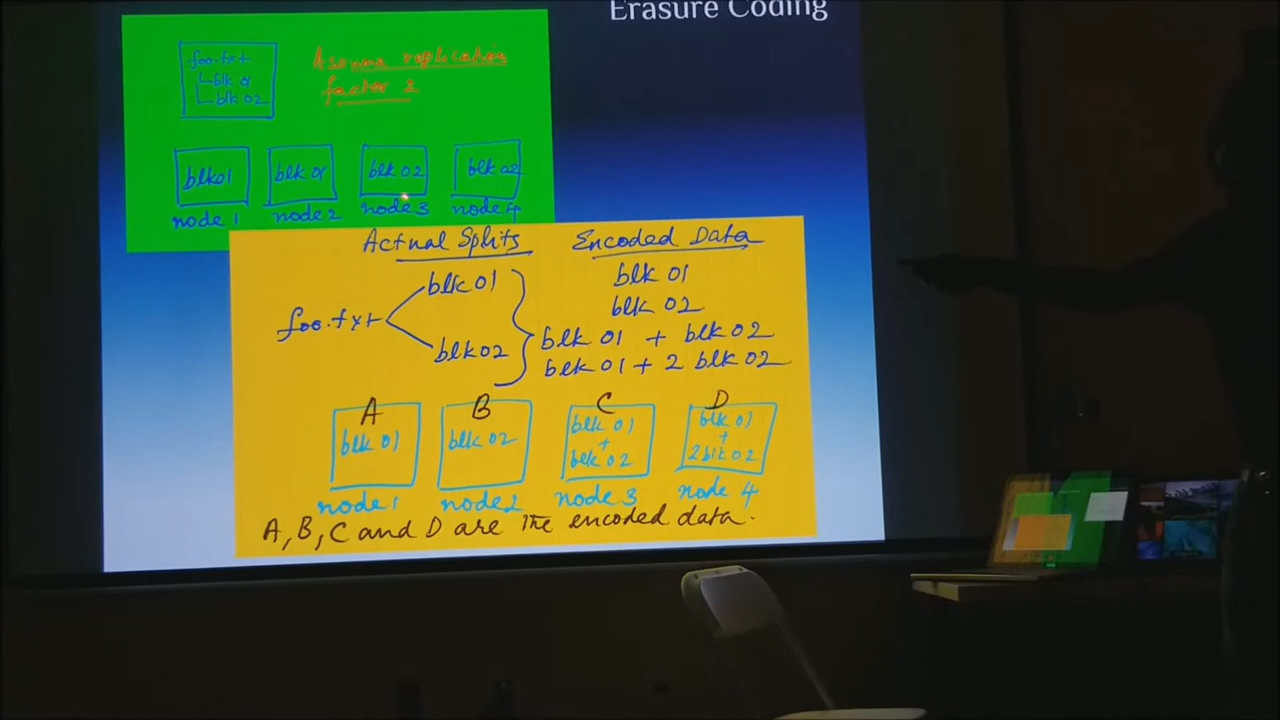 Erasure Coding
foo.txt
blk 01
blk 02
Assume replication
factor 2
blk01 blk 01 blk 02 blk 02
node 1 node 2 node 3 node 4
Actual Splits Encoded Data
blk 01
blk 01
blk 02
foo.txt
blk 01 + blk 02
blk 02
blk 01 + 2 blk 02
A B C D
blk 01 blk 02 blk 01 + blk 02 blk 01 + 2 blk 02
node 1 node 2 node 3 node 4
A, B, C and D are the encoded data.